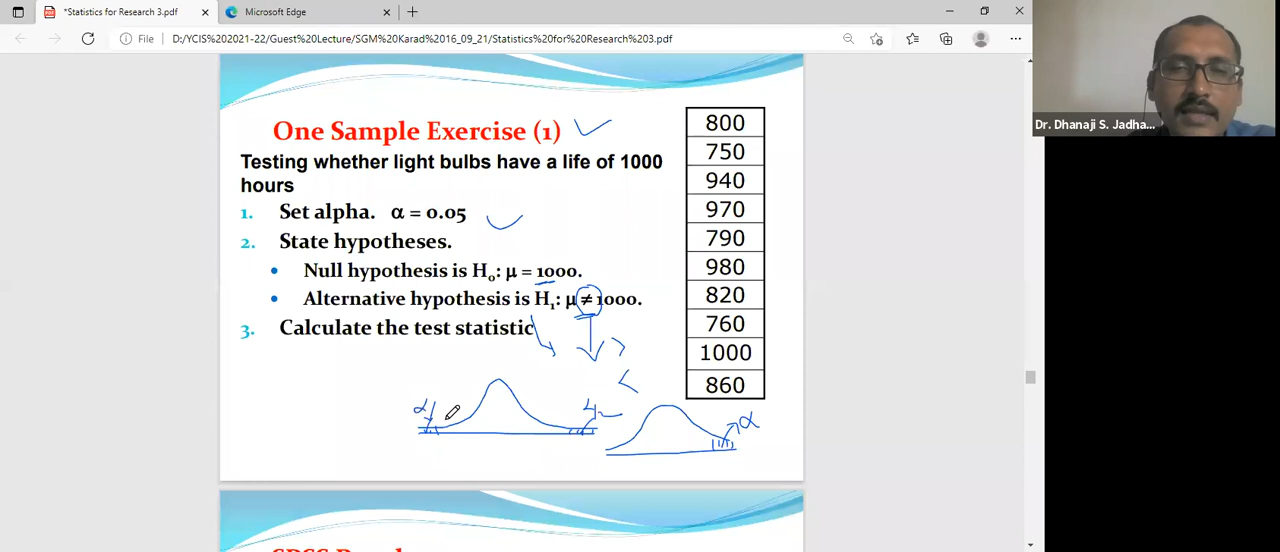 *Statistics for Research 3.pdf
Microsoft Edge
File
D:/YCIS%202021-22/Guest%20Lecture/SGM%20Karad%2016_09_21/Statistics%20for%20Research%203.pdf
Dr. Dhanaji S. Jadha...
One Sample Exercise (1)
Testing whether light bulbs have a life of 1000
hours
1. Set alpha. α = 0.05
2. State hypotheses.
• Null hypothesis is H₀: μ = 1000.
• Alternative hypothesis is H₁: μ ≠ 1000.
3. Calculate the test statistic
800
750
940
970
790
980
820
760
1000
860
>
<
α
α